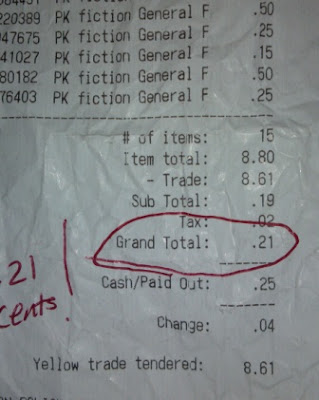 220389 PK fiction General F .50
947675 PK fiction General F .25
41027 PK fiction General F .15
80182 PK fiction General F .50
76403 PK fiction General F .25
# of items: 15
Item total: 8.80
- Trade: 8.61
Sub Total: .19
Tax: .02
Grand Total: .21
.21
cents!
Cash/Paid Out: .25
Change: .04
Yellow trade tendered: 8.61